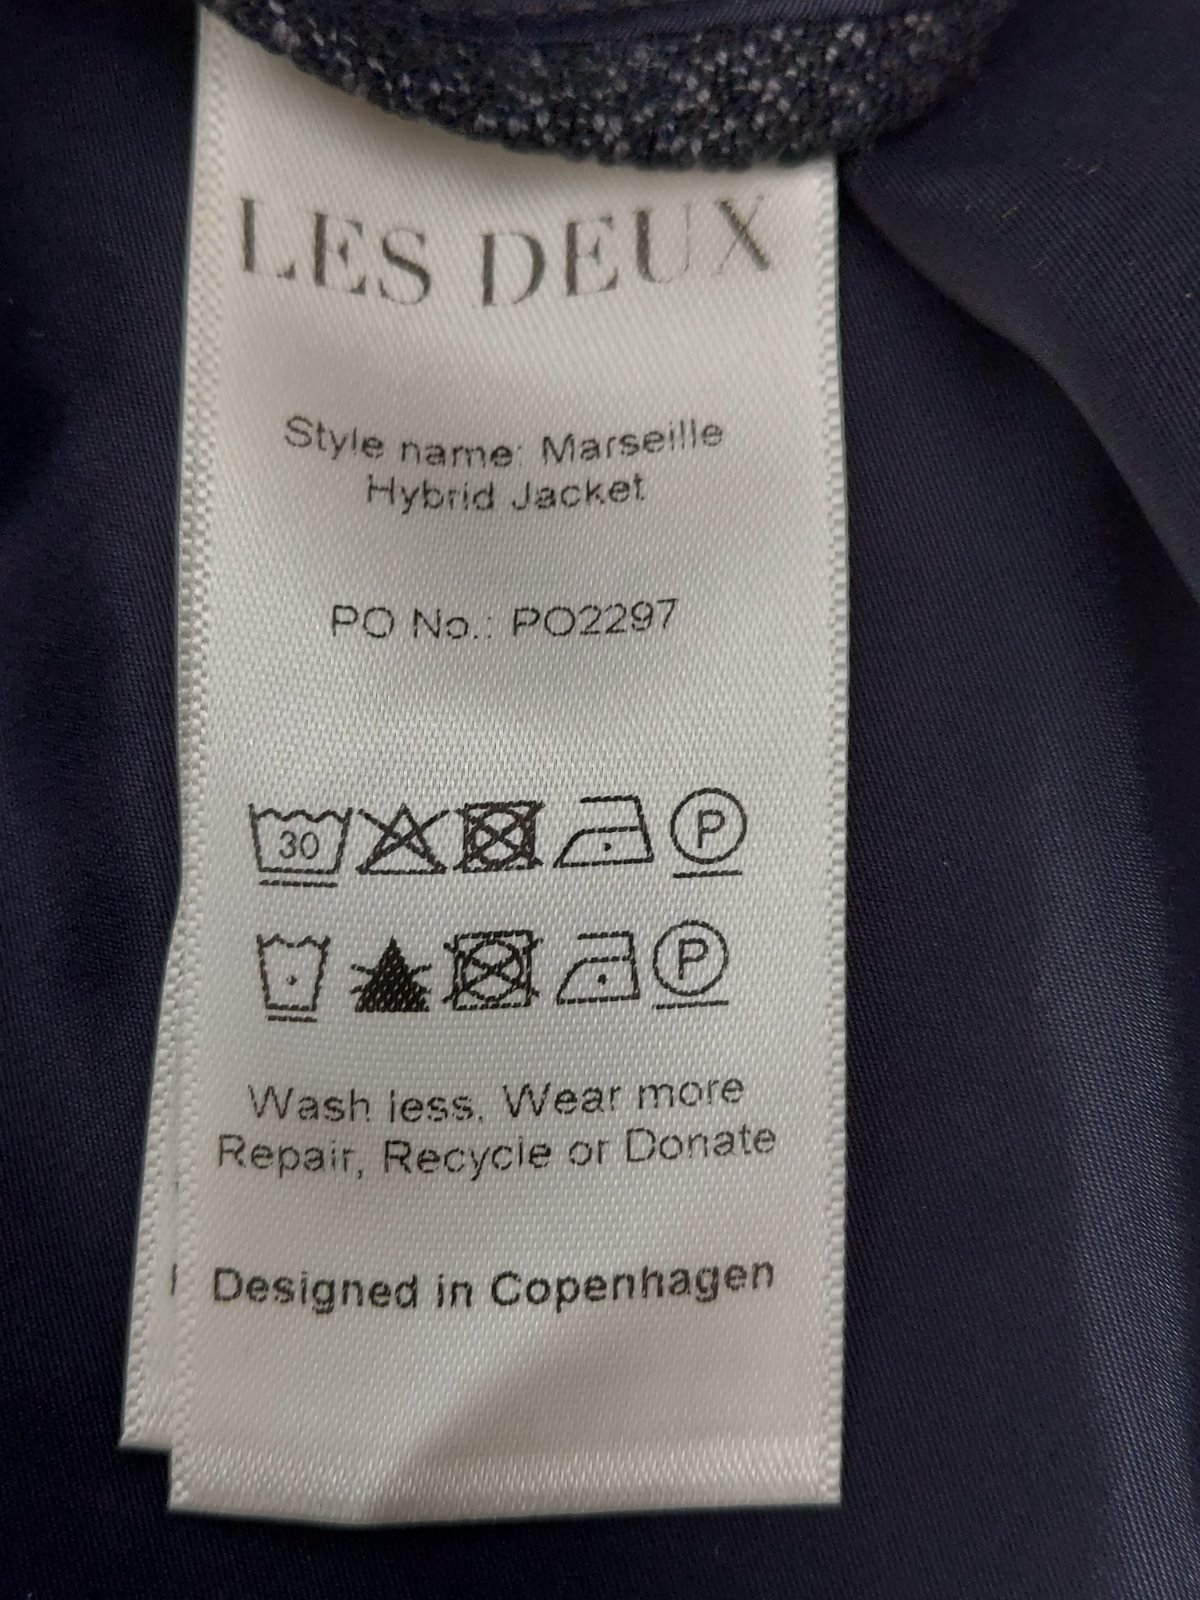 LES DEUX
Style name: Marseille
Hybrid Jacket
PO No.: PO2297
30
P
P
Wash less, Wear more
Repair, Recycle or Donate
Designed in Copenhagen